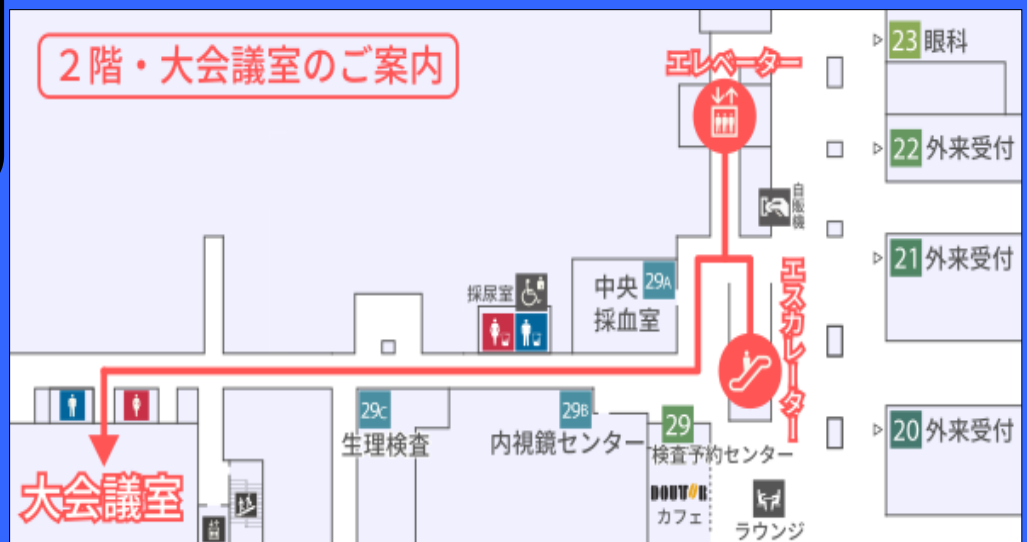 2階・大会議室のご案内
エレベーター
23 眼科
22 外来受付
自販機
21 外来受付
エスカレーター
採尿室
中央 29A
採血室
29C
生理検査
29B
内視鏡センター
29
検査予約センター
20 外来受付
大会議室
DOUTOR
カフェ
ラウンジ